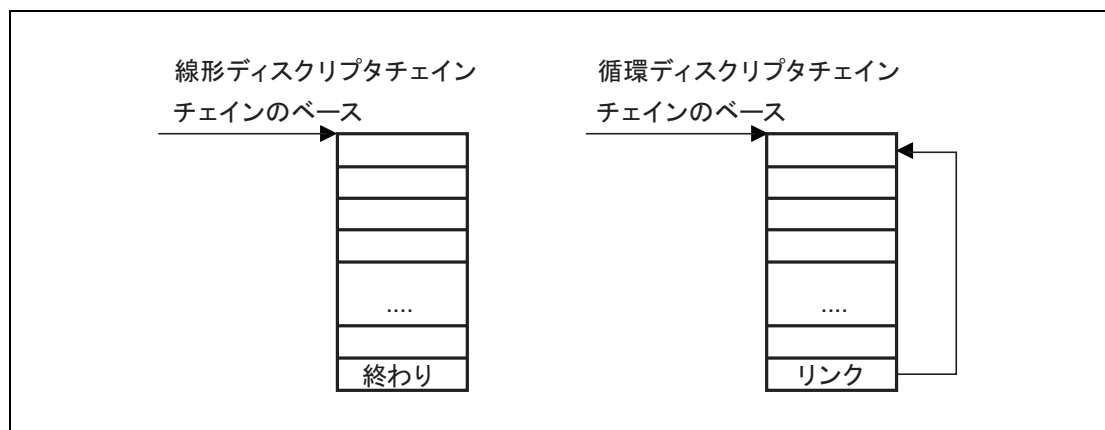 線形ディスクリプタチェイン
チェインのベース
....
終わり
循環ディスクリプタチェイン
チェインのベース
....
リンク